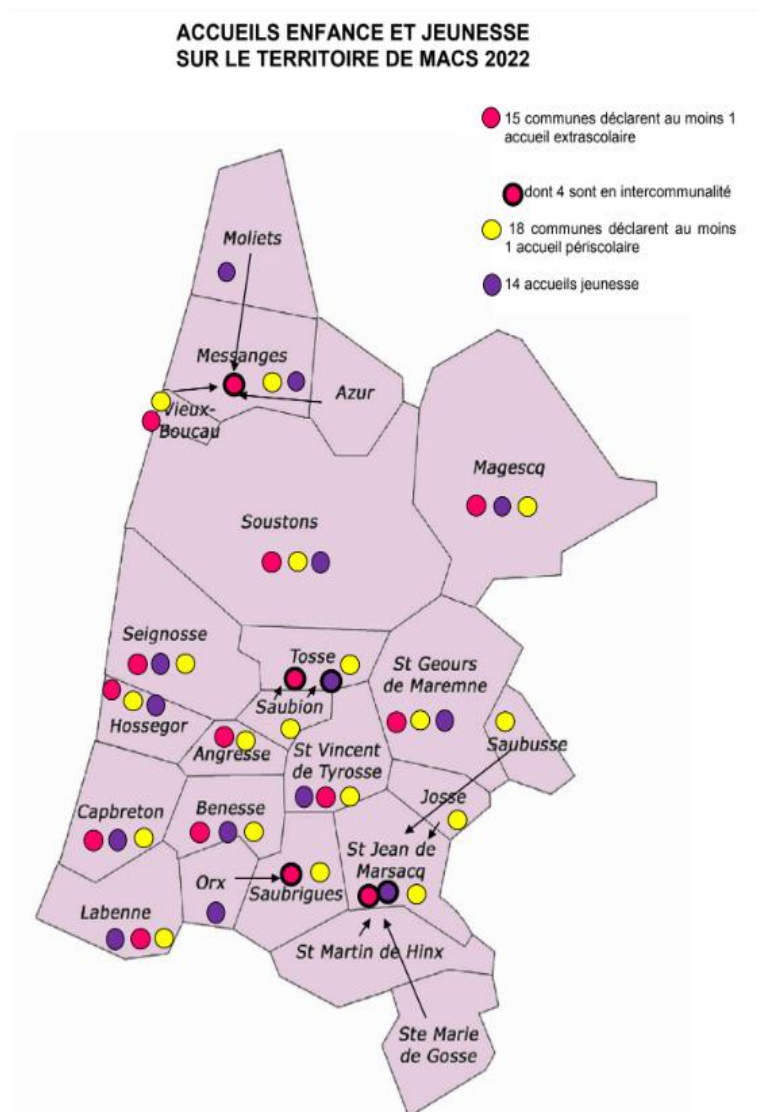 ACCUEILS ENFANCE ET JEUNESSE
SUR LE TERRITOIRE DE MACS 2022
15 communes déclarent au moins 1
accueil extrascolaire
dont 4 sont en intercommunalité
18 communes déclarent au moins
1 accueil périscolaire
14 accueils jeunesse
Moliets
Messanges
Azur
Vieux-
Boucau
Magescq
Soustons
Seignosse
Tosse
St Geours
de Maremne
Hossegor
Saubion
Saubusse
Angresse
St Vincent
de Tyrosse
Capbreton
Benesse
Josse
St Jean de
Marsacq
Orx
Saubrigues
Labenne
St Martin de Hinx
Ste Marie
de Gosse